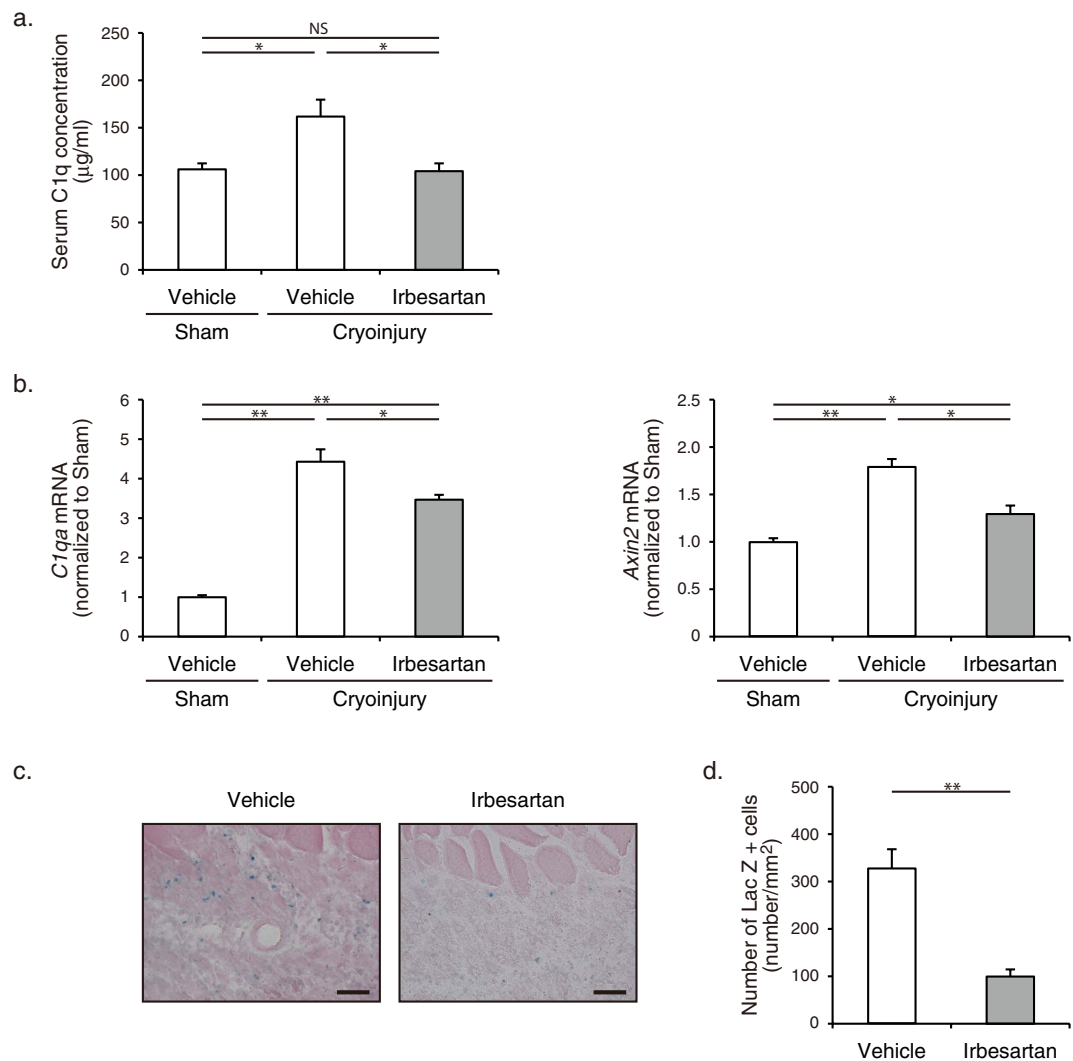 a.
Serum C1q concentration
(μg/ml)
250
200
150
100
50
0
NS
* *
Vehicle Vehicle Irbesartan
Sham Cryoinjury
b.
C1qa mRNA
(normalized to Sham)
6
5
4
3
2
1
0
**
** *
Vehicle Vehicle Irbesartan
Sham Cryoinjury
Axin2 mRNA
(normalized to Sham)
2.5
2.0
1.5
1.0
0.5
0
*
** *
Vehicle Vehicle Irbesartan
Sham Cryoinjury
c.
Vehicle Irbesartan
d.
Number of Lac Z + cells
(number/mm²)
500
400
300
200
100
0
**
Vehicle Irbesartan